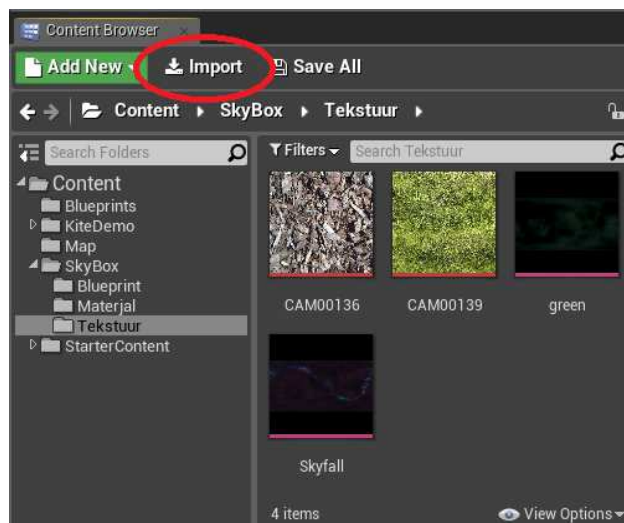 Content Browser
Add New Import Save All
Content SkyBox Tekstuur
Search Folders
Filters Search Tekstuur
Content
Blueprints
KiteDemo
Map
SkyBox
Blueprint
Materjal
Tekstuur
StarterContent
CAM00136 CAM00139 green
Skyfall
4 items View Options